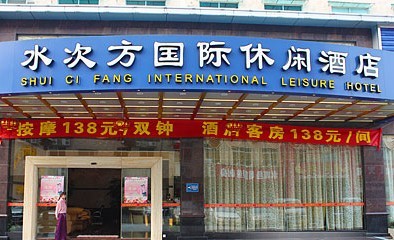 水次方国际休闲酒店
SHUI CI FANG INTERNATIONAL LEISURE HOTEL
按摩138元/双钟 酒店客房138元/间